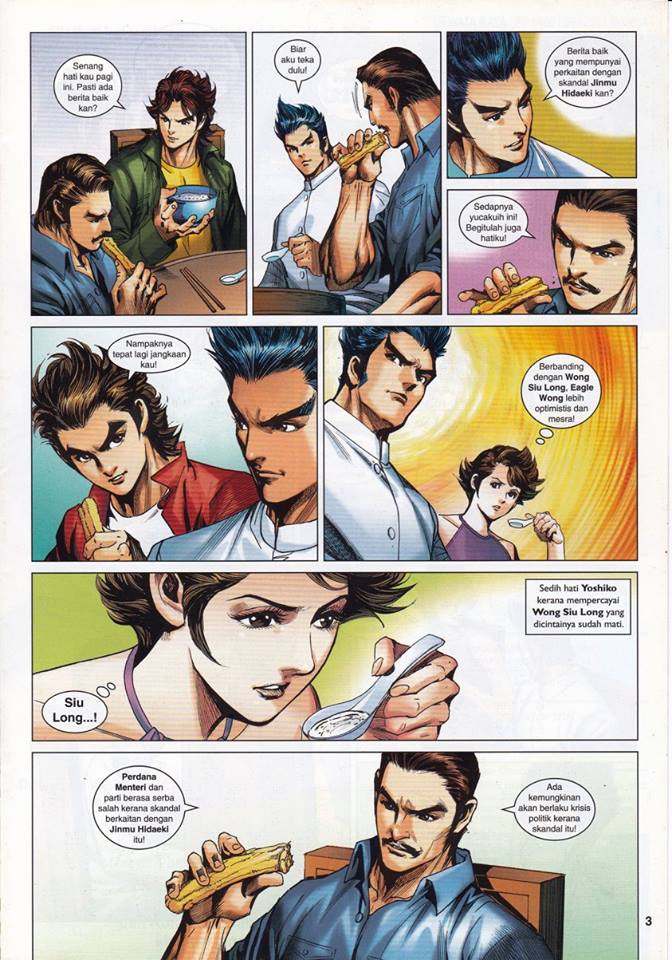 Senang
hati kau pagi
ini. Pasti ada
berita baik
kan?
Biar
aku teka
dulu!
Berita baik
yang mempunyai
perkaitan dengan
skandal Jinmu
Hidaeki kan?
Sedapnya
yucakuih ini!
Begitulah juga
hatiku!
Nampaknya
tepat lagi jangkaan
kau!
Berbanding
dengan Wong
Siu Long, Eagle
Wong lebih
optimistis dan
mesra!
Sedih hati Yoshiko
kerana mempercayai
Wong Siu Long yang
dicintainya sudah mati.
Siu
Long...!
Perdana
Menteri dan
parti berasa serba
salah kerana skandal
berkaitan dengan
Jinmu Hidaeki
itu!
Ada
kemungkinan
akan berlaku krisis
politik kerana
skandal itu!
3